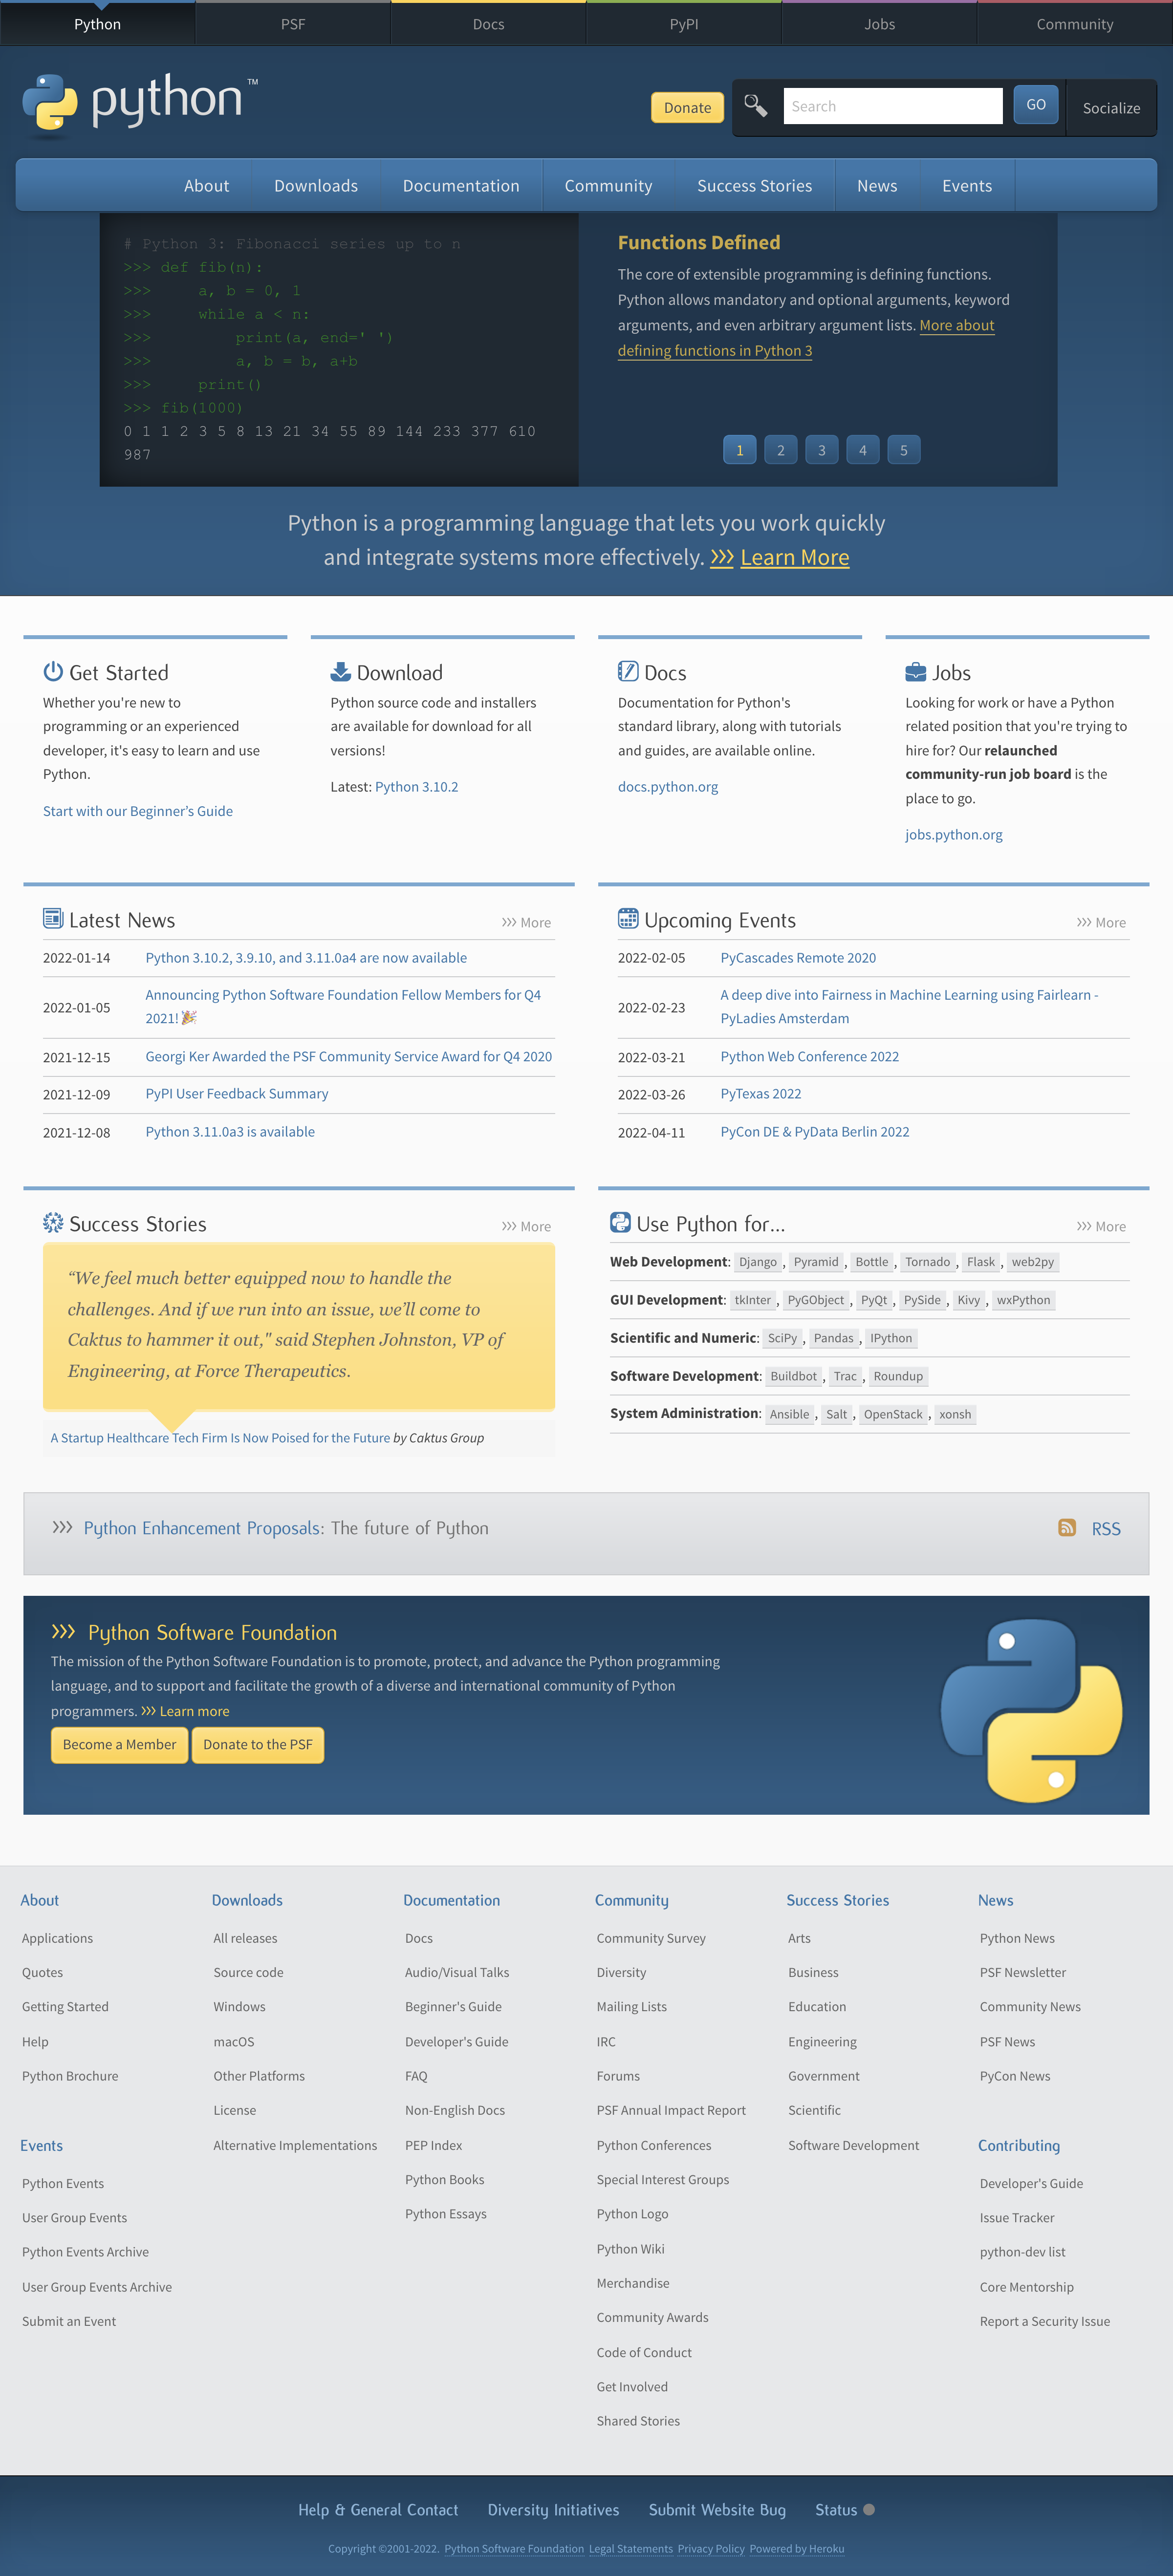 Python
PSF
Docs
PyPI
Jobs
Community
python™
Donate
Search
GO
Socialize
About
Downloads
Documentation
Community
Success Stories
News
Events
# Python 3: Fibonacci series up to n
>>> def fib(n):
>>>     a, b = 0, 1
>>>     while a < n:
>>>         print(a, end=' ')
>>>         a, b = b, a+b
>>>     print()
>>> fib(1000)
0 1 1 2 3 5 8 13 21 34 55 89 144 233 377 610
987
Functions Defined
The core of extensible programming is defining functions.
Python allows mandatory and optional arguments, keyword
arguments, and even arbitrary argument lists. More about
defining functions in Python 3
1
2
3
4
5
Python is a programming language that lets you work quickly
and integrate systems more effectively. >>> Learn More
Get Started
Whether you're new to
programming or an experienced
developer, it's easy to learn and use
Python.
Start with our Beginner's Guide
Download
Python source code and installers
are available for download for all
versions!
Latest: Python 3.10.2
Docs
Documentation for Python's
standard library, along with tutorials
and guides, are available online.
docs.python.org
Jobs
Looking for work or have a Python
related position that you're trying to
hire for? Our relaunched
community-run job board is the
place to go.
jobs.python.org
Latest News
>>> More
2022-01-14 Python 3.10.2, 3.9.10, and 3.11.0a4 are now available
2022-01-05 Announcing Python Software Foundation Fellow Members for Q4
2021! 🎉
2021-12-15 Georgi Ker Awarded the PSF Community Service Award for Q4 2020
2021-12-09 PyPI User Feedback Summary
2021-12-08 Python 3.11.0a3 is available
Upcoming Events
>>> More
2022-02-05 PyCascades Remote 2020
2022-02-23 A deep dive into Fairness in Machine Learning using Fairlearn -
PyLadies Amsterdam
2022-03-21 Python Web Conference 2022
2022-03-26 PyTexas 2022
2022-04-11 PyCon DE & PyData Berlin 2022
Success Stories
>>> More
“We feel much better equipped now to handle the
challenges. And if we run into an issue, we’ll come to
Caktus to hammer it out," said Stephen Johnston, VP of
Engineering, at Force Therapeutics.
A Startup Healthcare Tech Firm Is Now Poised for the Future by Caktus Group
Use Python for…
>>> More
Web Development: Django, Pyramid, Bottle, Tornado, Flask, web2py
GUI Development: tkInter, PyGObject, PyQt, PySide, Kivy, wxPython
Scientific and Numeric: SciPy, Pandas, IPython
Software Development: Buildbot, Trac, Roundup
System Administration: Ansible, Salt, OpenStack, xonsh
>>> Python Enhancement Proposals: The future of Python
RSS
>>> Python Software Foundation
The mission of the Python Software Foundation is to promote, protect, and advance the Python programming
language, and to support and facilitate the growth of a diverse and international community of Python
programmers. >>> Learn more
Become a Member
Donate to the PSF
About
Applications
Quotes
Getting Started
Help
Python Brochure
Events
Python Events
User Group Events
Python Events Archive
User Group Events Archive
Submit an Event
Downloads
All releases
Source code
Windows
macOS
Other Platforms
License
Alternative Implementations
Documentation
Docs
Audio/Visual Talks
Beginner's Guide
Developer's Guide
FAQ
Non-English Docs
PEP Index
Python Books
Python Essays
Community
Community Survey
Diversity
Mailing Lists
IRC
Forums
PSF Annual Impact Report
Python Conferences
Special Interest Groups
Python Logo
Python Wiki
Merchandise
Community Awards
Code of Conduct
Get Involved
Shared Stories
Success Stories
Arts
Business
Education
Engineering
Government
Scientific
Software Development
News
Python News
PSF Newsletter
Community News
PSF News
PyCon News
Contributing
Developer's Guide
Issue Tracker
python-dev list
Core Mentorship
Report a Security Issue
Help & General Contact
Diversity Initiatives
Submit Website Bug
Status
Copyright ©2001-2022. Python Software Foundation Legal Statements Privacy Policy Powered by Heroku